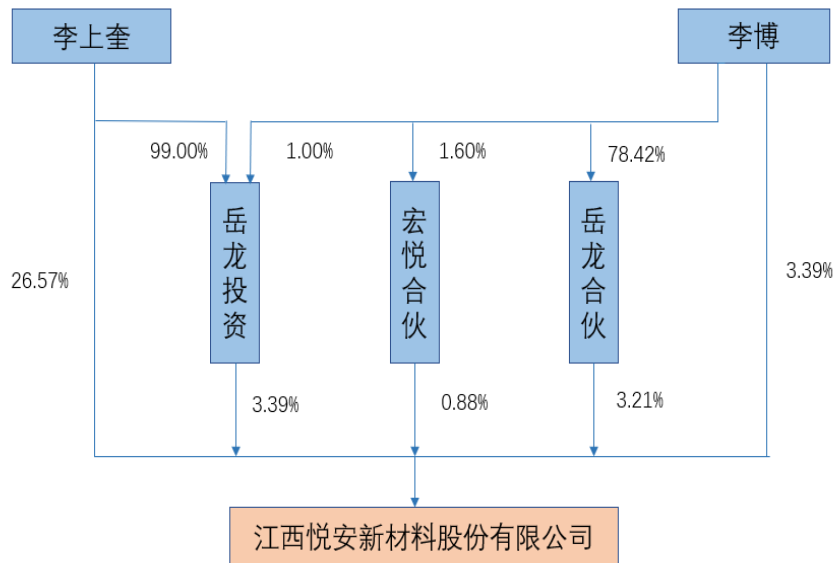 李上奎
李博
99.00%
1.00%
1.60%
78.42%
岳龙投资
宏悦合伙
岳龙合伙
26.57%
3.39%
3.39%
0.88%
3.21%
江西悦安新材料股份有限公司